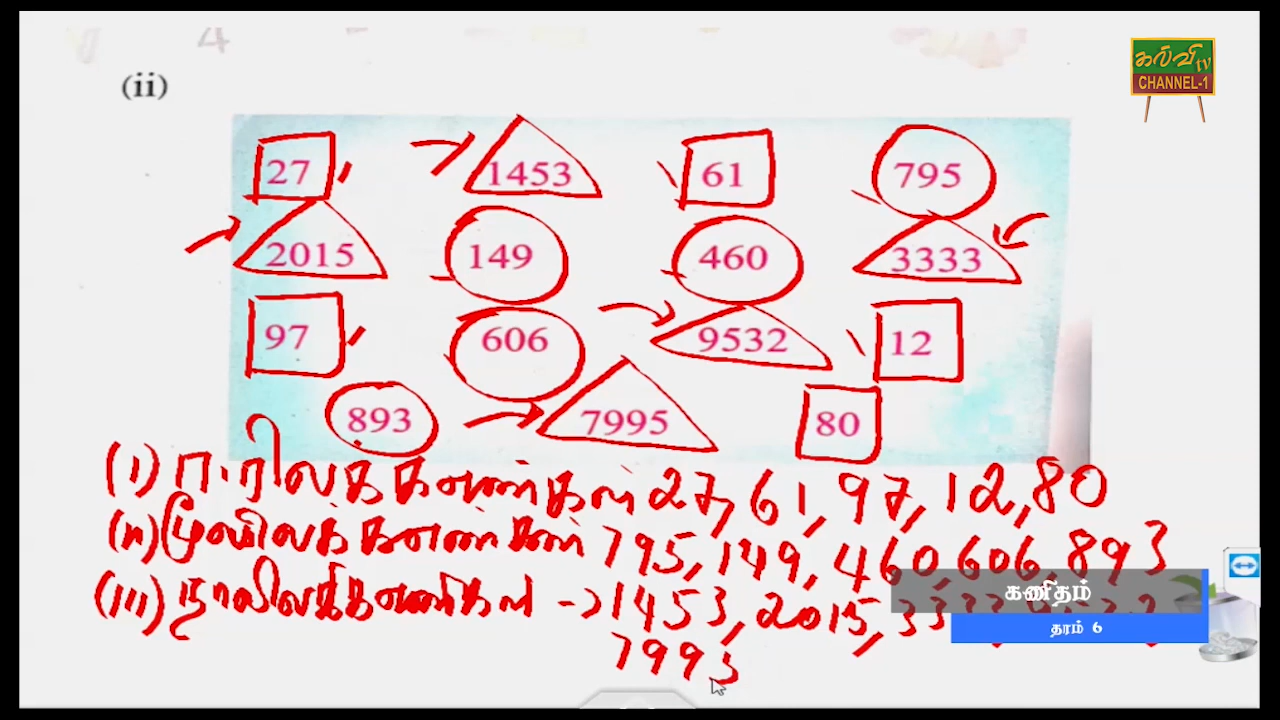 கல்வி tv
CHANNEL-1
(ii)
27 1453 61 795
2015 149 460 3333
97 606 9532 12
893 7995 80
(I) ஈரிலக்கஎண்கள் 27, 61, 97, 12, 80
(II) மூவிலக்கஎண்கள் 795, 149, 460, 606, 893
(III) நாலிலக்கஎண்கள் → 1453, 2015,
7995
கணிதம்
தரம் 6